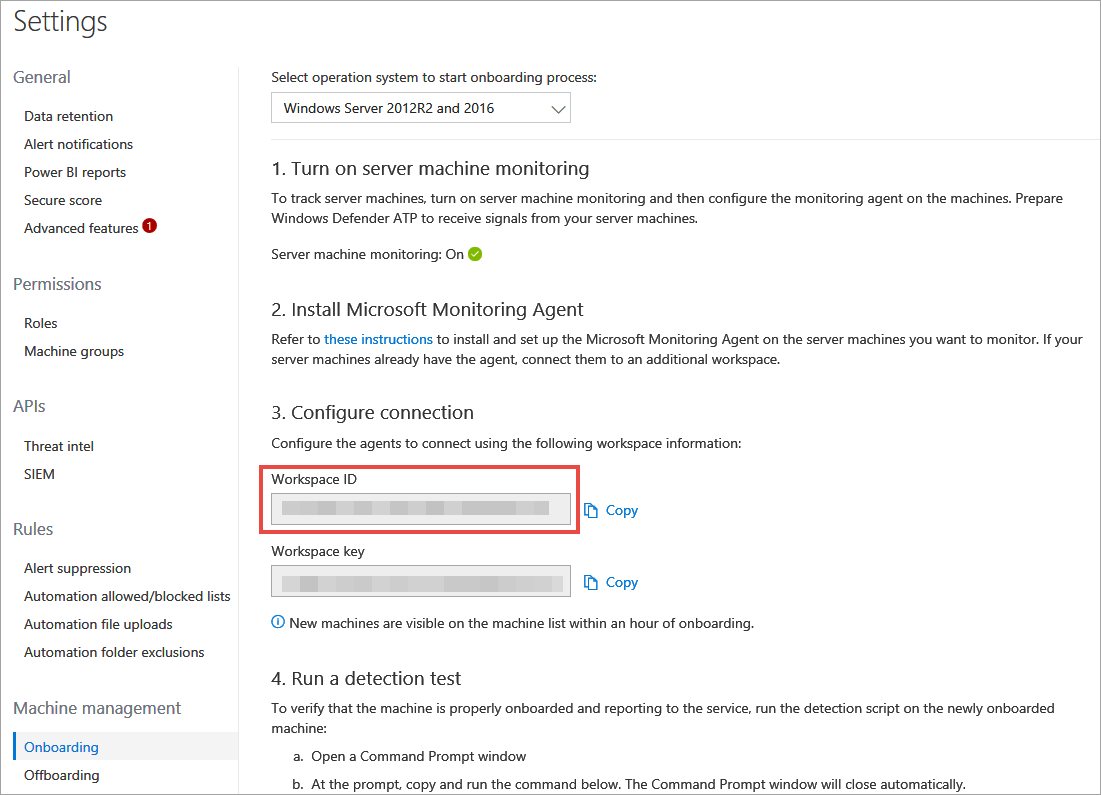 Settings
General
Data retention
Alert notifications
Power BI reports
Secure score
Advanced features 1
Permissions
Roles
Machine groups
APIs
Threat intel
SIEM
Rules
Alert suppression
Automation allowed/blocked lists
Automation file uploads
Automation folder exclusions
Machine management
Onboarding
Offboarding
Select operation system to start onboarding process:
Windows Server 2012R2 and 2016
1. Turn on server machine monitoring
To track server machines, turn on server machine monitoring and then configure the monitoring agent on the machines. Prepare
Windows Defender ATP to receive signals from your server machines.
Server machine monitoring: On
2. Install Microsoft Monitoring Agent
Refer to these instructions to install and set up the Microsoft Monitoring Agent on the server machines you want to monitor. If your
server machines already have the agent, connect them to an additional workspace.
3. Configure connection
Configure the agents to connect using the following workspace information:
Workspace ID
Copy
Workspace key
Copy
New machines are visible on the machine list within an hour of onboarding.
4. Run a detection test
To verify that the machine is properly onboarded and reporting to the service, run the detection script on the newly onboarded
machine:
a. Open a Command Prompt window
b. At the prompt, copy and run the command below. The Command Prompt window will close automatically.